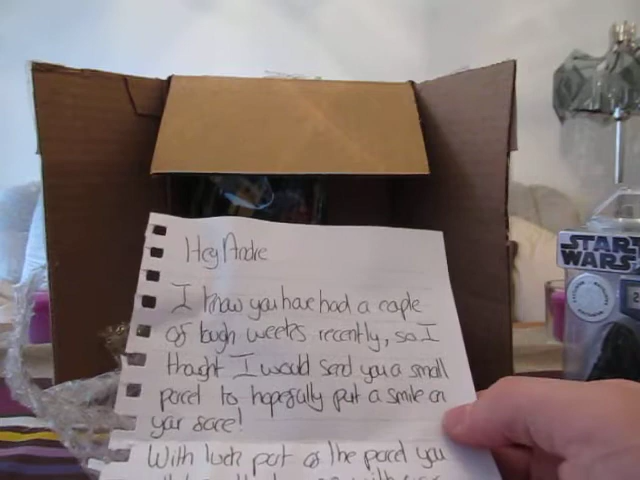 Hey Andre
I know you have had a cople
of tough weeks recently, so I
thought I would send you a small
parcel to hopefully put a smile on
your face!
With luck part of the parcel you
STAR
WARS